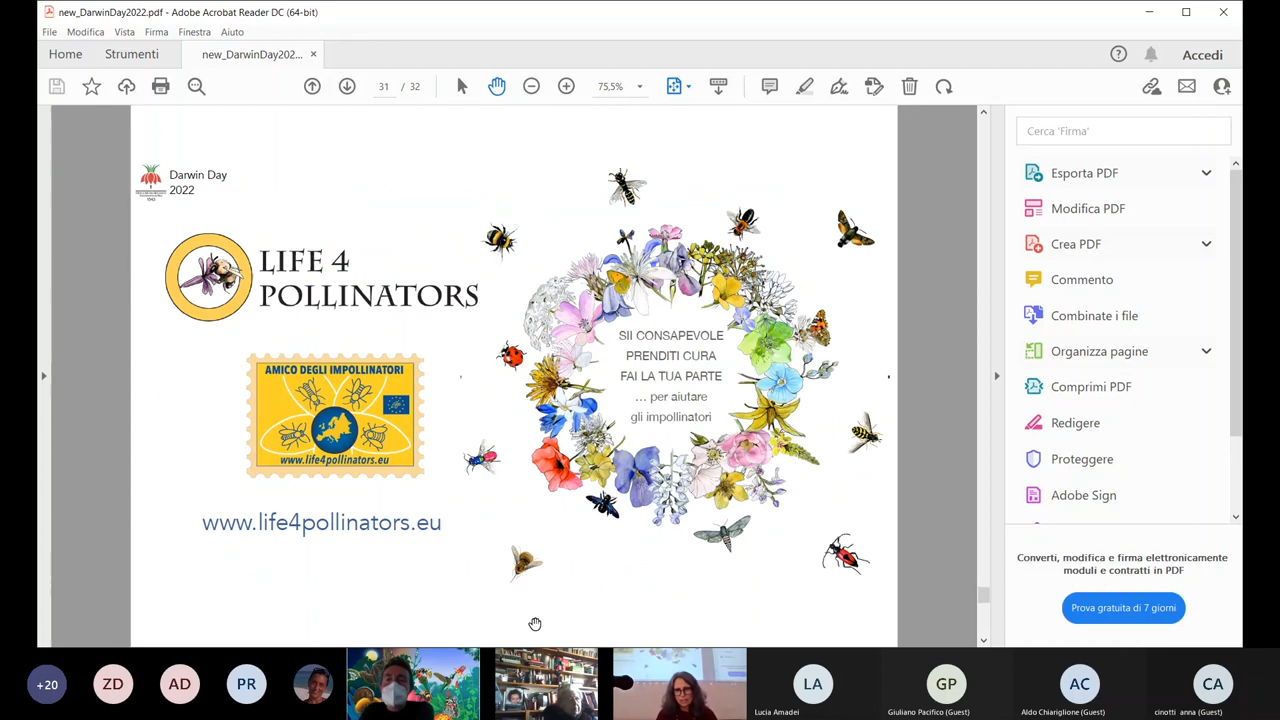 new_DarwinDay2022.pdf - Adobe Acrobat Reader DC (64-bit)
File Modifica Vista Firma Finestra Aiuto
Home Strumenti new_DarwinDay202... Accedi
31 / 32 75,5%
Cerca 'Firma'
Esporta PDF
Modifica PDF
Crea PDF
Commento
Combinate i file
Organizza pagine
Comprimi PDF
Redigere
Proteggere
Adobe Sign
Converti, modifica e firma elettronicamente
moduli e contratti in PDF
Prova gratuita di 7 giorni
Darwin Day
2022
LIFE 4
POLLINATORS
AMICO DEGLI IMPOLLINATORI
www.life4pollinators.eu
www.life4pollinators.eu
SII CONSAPEVOLE
PRENDITI CURA
FAI LA TUA PARTE
... per aiutare
gli impollinatori
+20 ZD AD PR LA GP AC CA
Lucia Amadei Giuliano Pacifico (Guest) Aldo Chiariglione (Guest) cinotti anna (Guest)